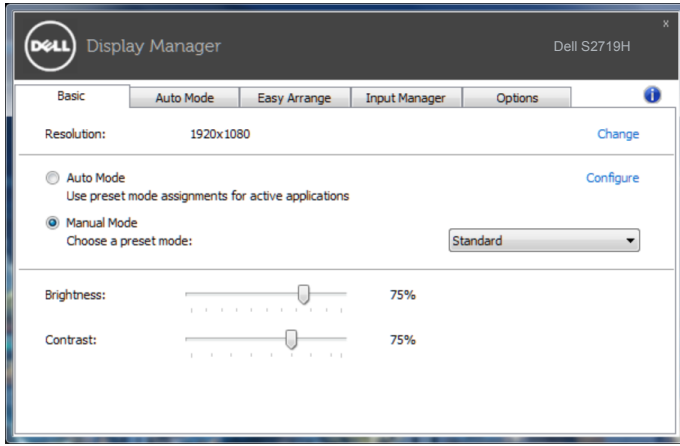 DELL Display Manager Dell S2719H x
Basic Auto Mode Easy Arrange Input Manager Options i
Resolution: 1920x1080 Change
Auto Mode Configure
Use preset mode assignments for active applications
Manual Mode
Choose a preset mode: Standard
Brightness: 75%
Contrast: 75%